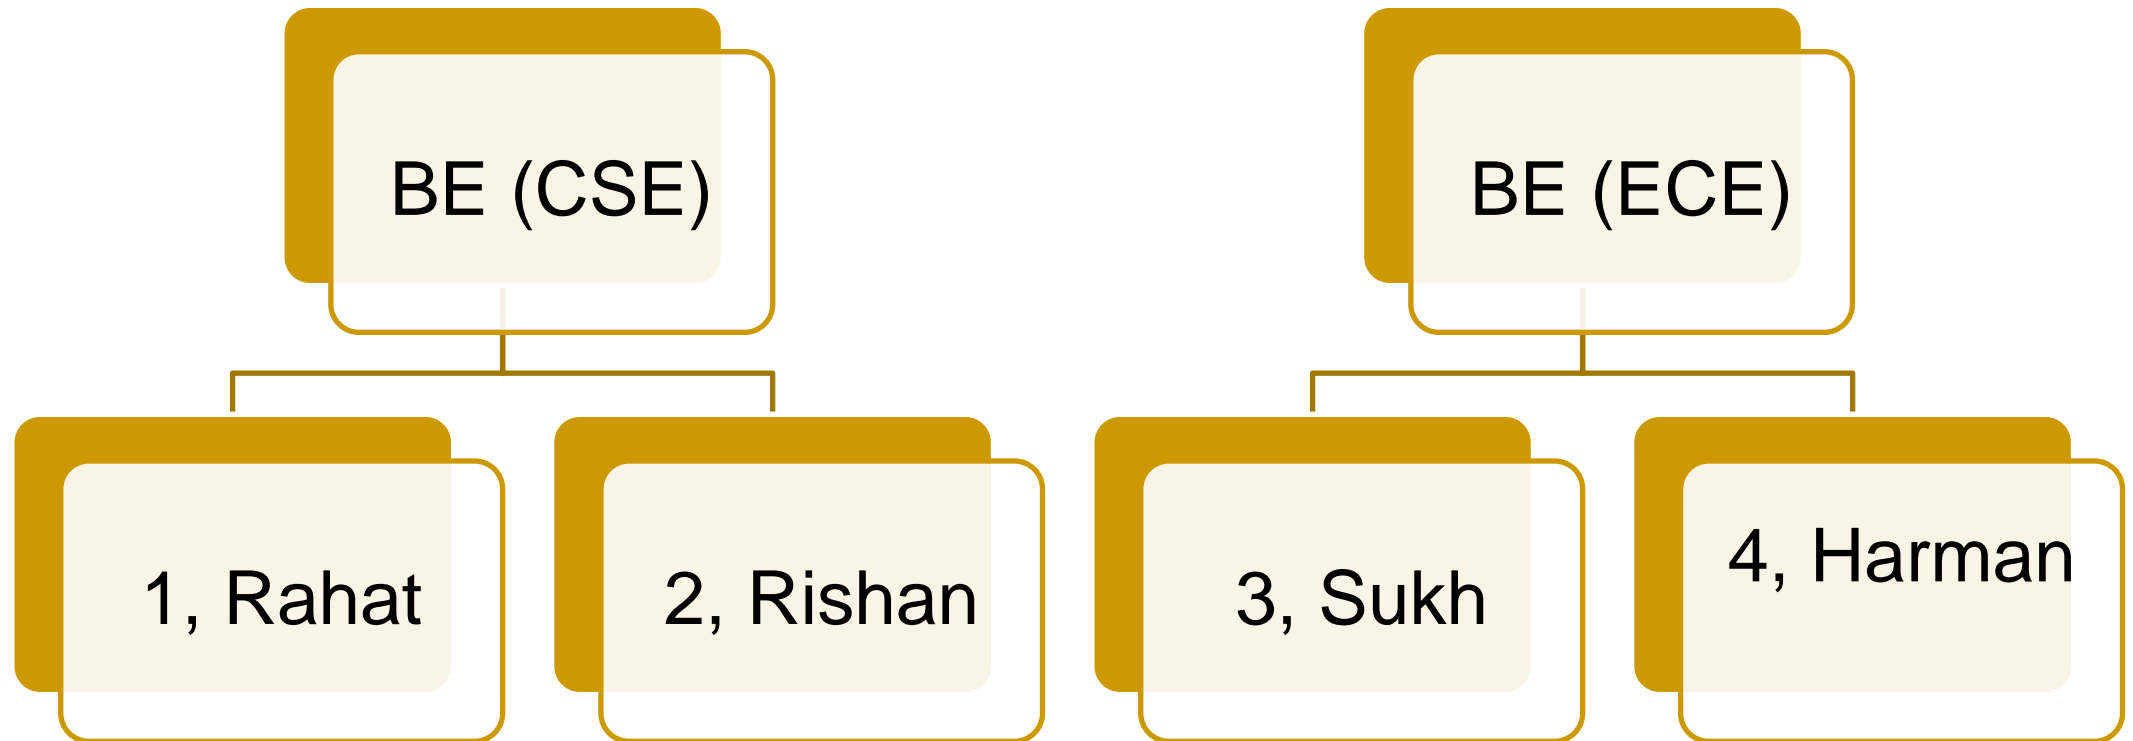 BE (CSE)
BE (ECE)
1, Rahat
2, Rishan
3, Sukh
4, Harman